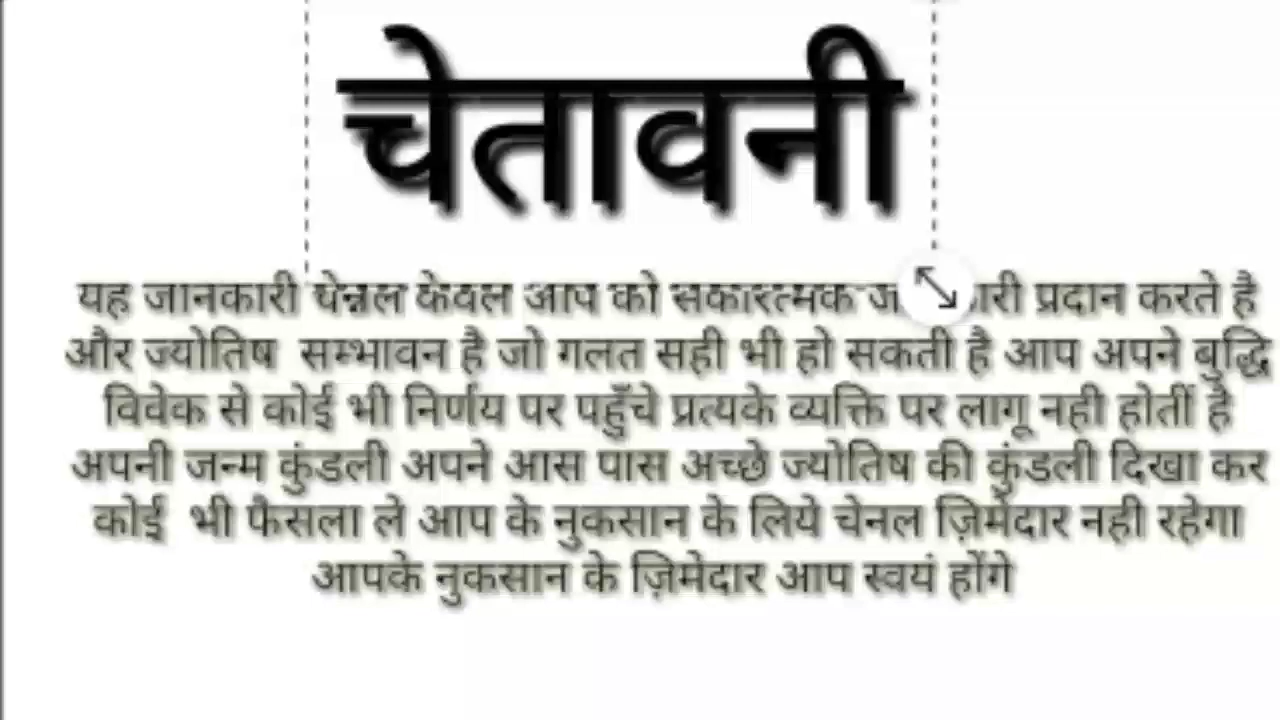 चेतावनी
यह जानकारी चेन्नल केवल आप को सकारत्मक प्रदान करते है
और ज्योतिष सम्भावन है जो गलत सही भी हो सकती है आप अपने बुद्धि
विवेक से कोई भी निर्णय पर पहुँचे प्रत्यके व्यक्ति पर लागू नही होतीं है
अपनी जन्म कुंडली अपने आस पास अच्छे ज्योतिष की कुंडली दिखा कर
कोई भी फैसला ले आप के नुकसान के लिये चेनल ज़िमेदार नही रहेगा
आपके नुकसान के ज़िमेदार आप स्वयं होंगे